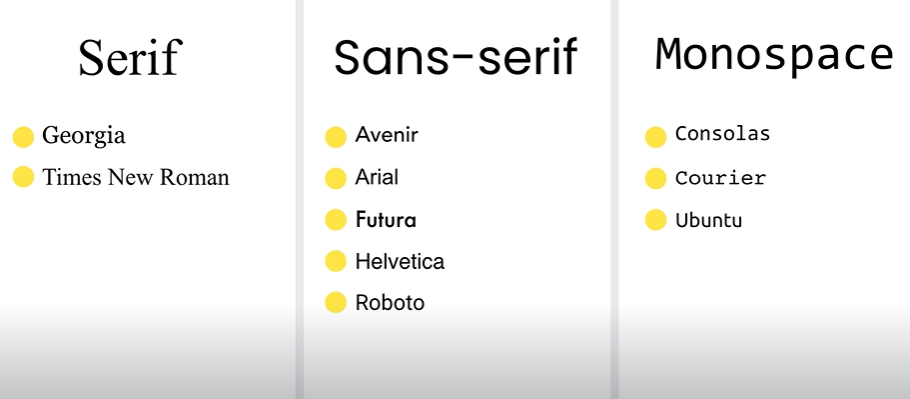 Serif
Georgia
Times New Roman
Sans-serif
Avenir
Arial
Futura
Helvetica
Roboto
Monospace
Consolas
Courier
Ubuntu